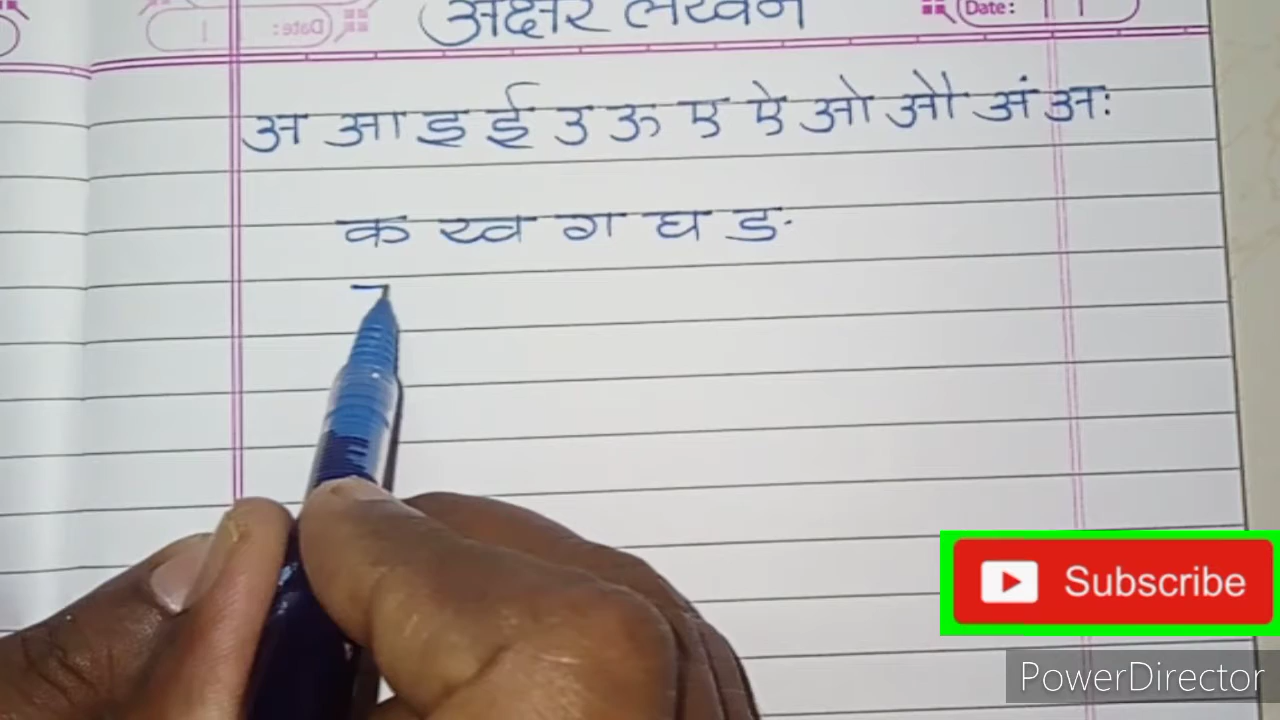 अक्षर लेखन
Date:
अ आ इ ई उ ऊ ए ऐ ओ औ अं अः
क ख ग घ ङ
Subscribe
PowerDirector